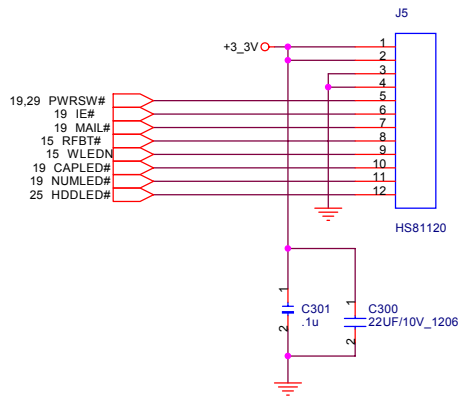 J5
+3_3V
1
2
3
4
19,29 PWRSW# 5
19 IE# 6
19 MAIL# 7
15 RFBT# 8
15 WLEDN 9
19 CAPLED# 10
19 NUMLED# 11
25 HDDLED# 12
HS81120
1
1
C301
C300
.1u
22UF/10V_1206
2
2